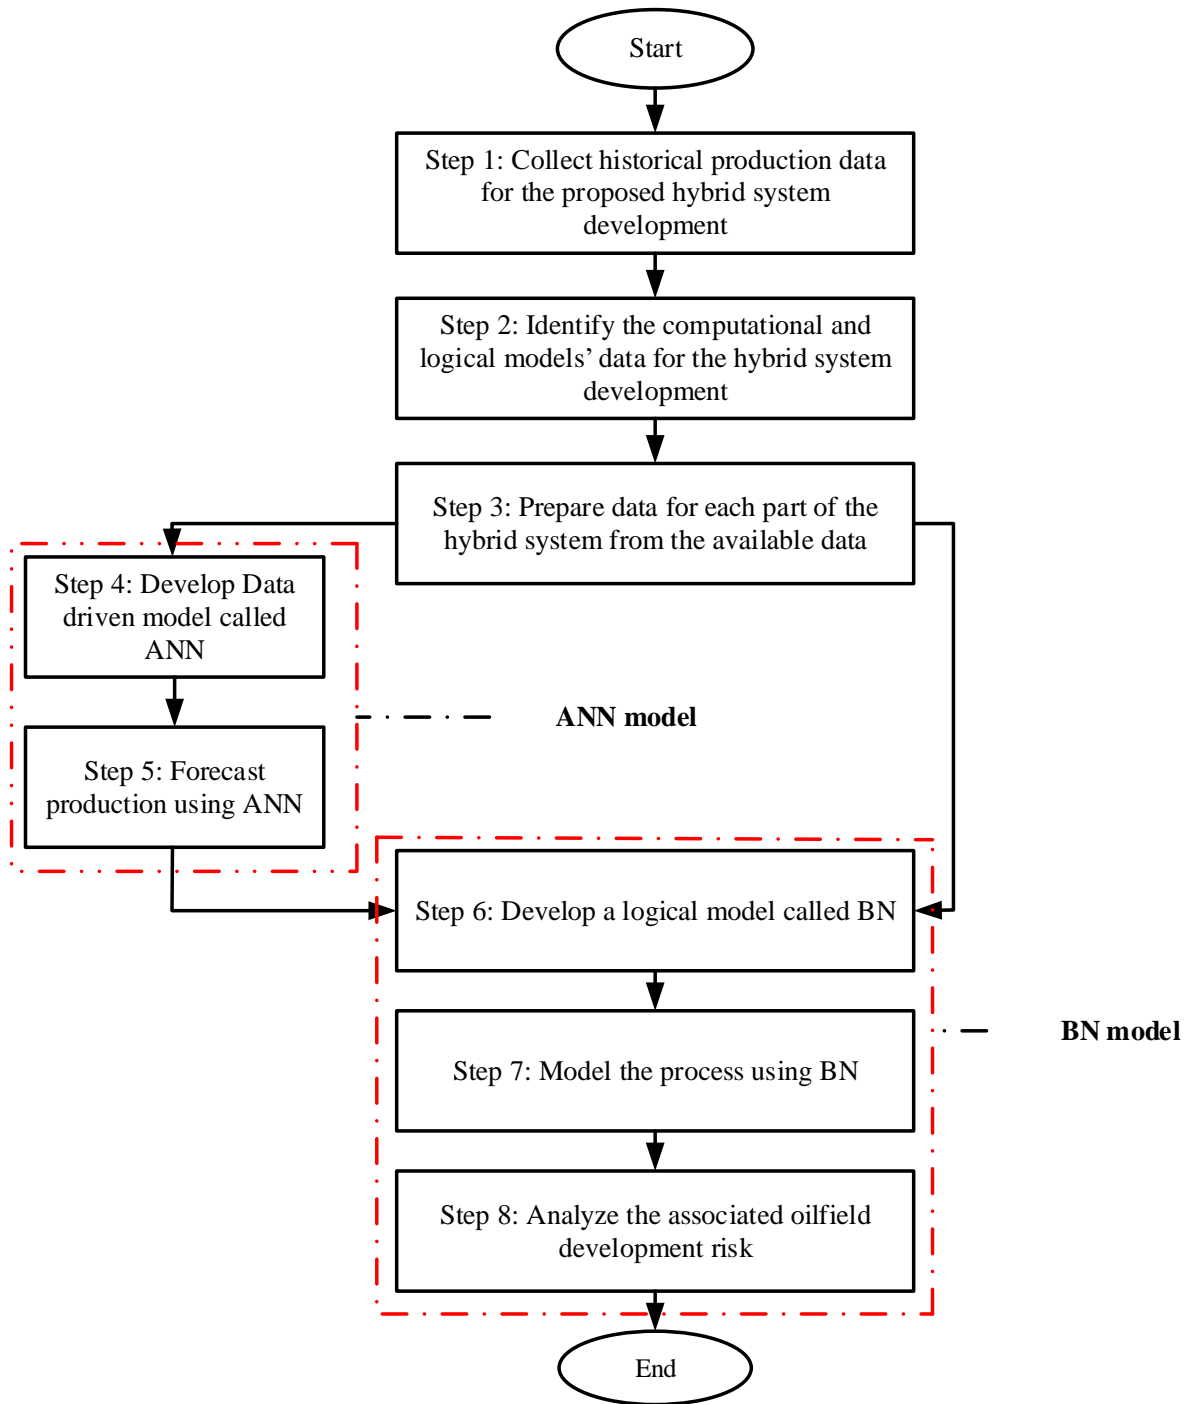 Start
Step 1: Collect historical production data
for the proposed hybrid system
development
Step 2: Identify the computational and
logical models’ data for the hybrid system
development
Step 3: Prepare data for each part of the
hybrid system from the available data
Step 4: Develop Data
driven model called
ANN
ANN model
Step 5: Forecast
production using ANN
Step 6: Develop a logical model called BN
BN model
Step 7: Model the process using BN
Step 8: Analyze the associated oilfield
development risk
End